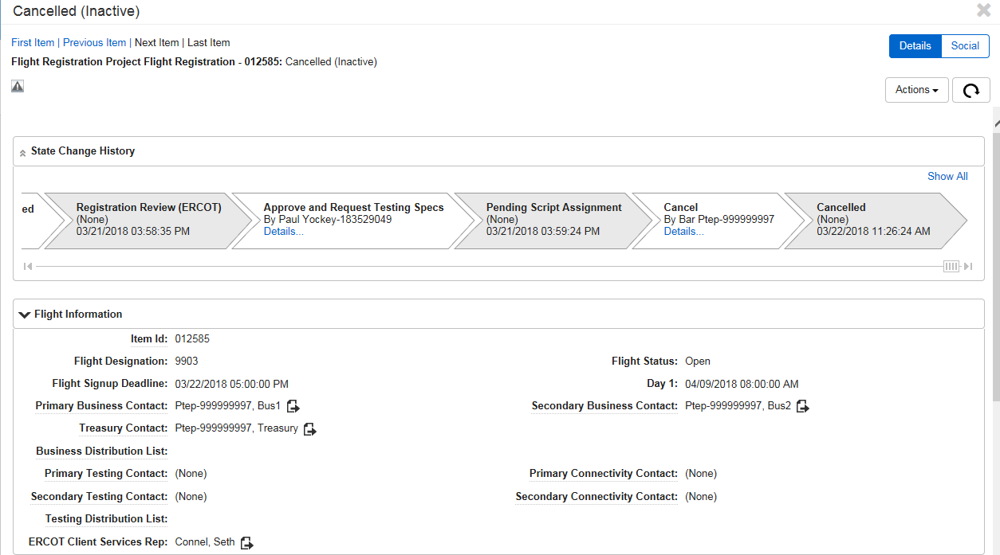 Cancelled (Inactive)
First Item | Previous Item | Next Item | Last Item
Details Social
Flight Registration Project Flight Registration - 012585: Cancelled (Inactive)
Actions
State Change History
Show All
ed
Registration Review (ERCOT)
(None)
03/21/2018 03:58:35 PM
Approve and Request Testing Specs
By Paul Yockey-183529049
Details...
Pending Script Assignment
(None)
03/21/2018 03:59:24 PM
Cancel
By Bar Ptep-999999997
Details...
Cancelled
(None)
03/22/2018 11:26:24 AM
Flight Information
Item Id: 012585
Flight Designation: 9903 Flight Status: Open
Flight Signup Deadline: 03/22/2018 05:00:00 PM Day 1: 04/09/2018 08:00:00 AM
Primary Business Contact: Ptep-999999997, Bus1 Secondary Business Contact: Ptep-999999997, Bus2
Treasury Contact: Ptep-999999997, Treasury
Business Distribution List:
Primary Testing Contact: (None) Primary Connectivity Contact: (None)
Secondary Testing Contact: (None) Secondary Connectivity Contact: (None)
Testing Distribution List:
ERCOT Client Services Rep: Connel, Seth